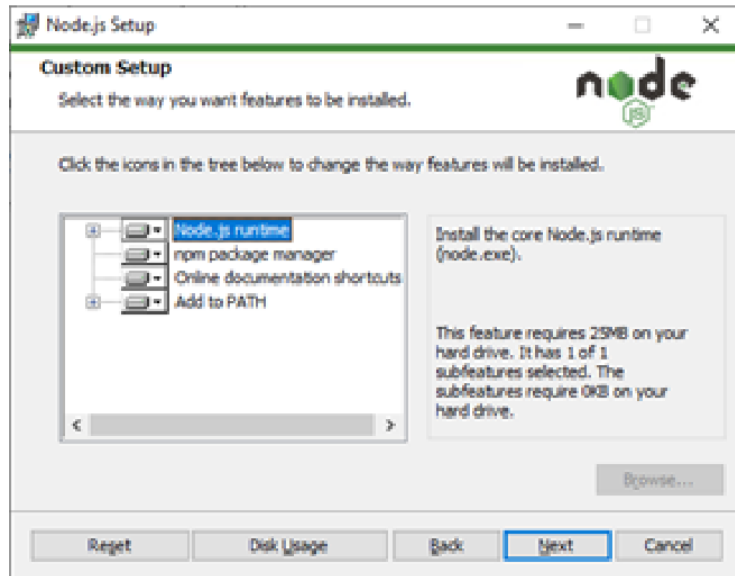 Node.js Setup
Custom Setup
Select the way you want features to be installed.
node
JS
Click the icons in the tree below to change the way features will be installed.
Node.js runtime
npm package manager
Online documentation shortcuts
Add to PATH
Install the core Node.js runtime
(node.exe).
This feature requires 25MB on your
hard drive. It has 1 of 1
subfeatures selected. The
subfeatures require 0KB on your
hard drive.
Browse...
Reset
Disk Usage
Back
Next
Cancel